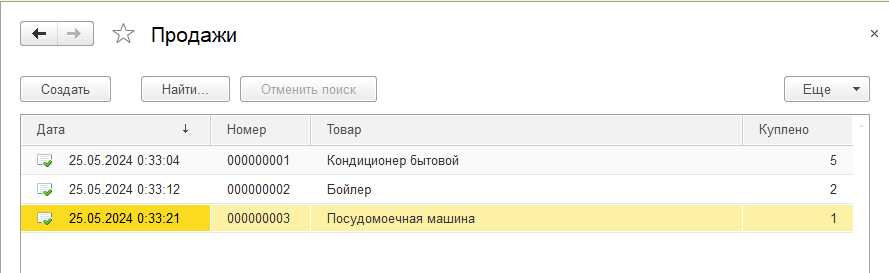 Продажи
Создать Найти... Отменить поиск Еще
Дата Номер Товар Куплено
25.05.2024 0:33:04 000000001 Кондиционер бытовой 5
25.05.2024 0:33:12 000000002 Бойлер 2
25.05.2024 0:33:21 000000003 Посудомоечная машина 1